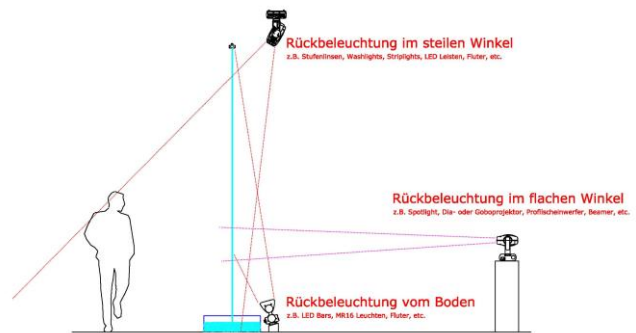 Rückbeleuchtung im steilen Winkel
z.B. Stufenlinsen, Washlights, Striplights, LED Leisten, Fluter, etc.
Rückbeleuchtung im flachen Winkel
z.B. Spotlight, Dia- oder Goboprojektor, Profilscheinwerfer, Beamer, etc.
Rückbeleuchtung vom Boden
z.B. LED Bars, MR16 Leuchten, Fluter, etc.